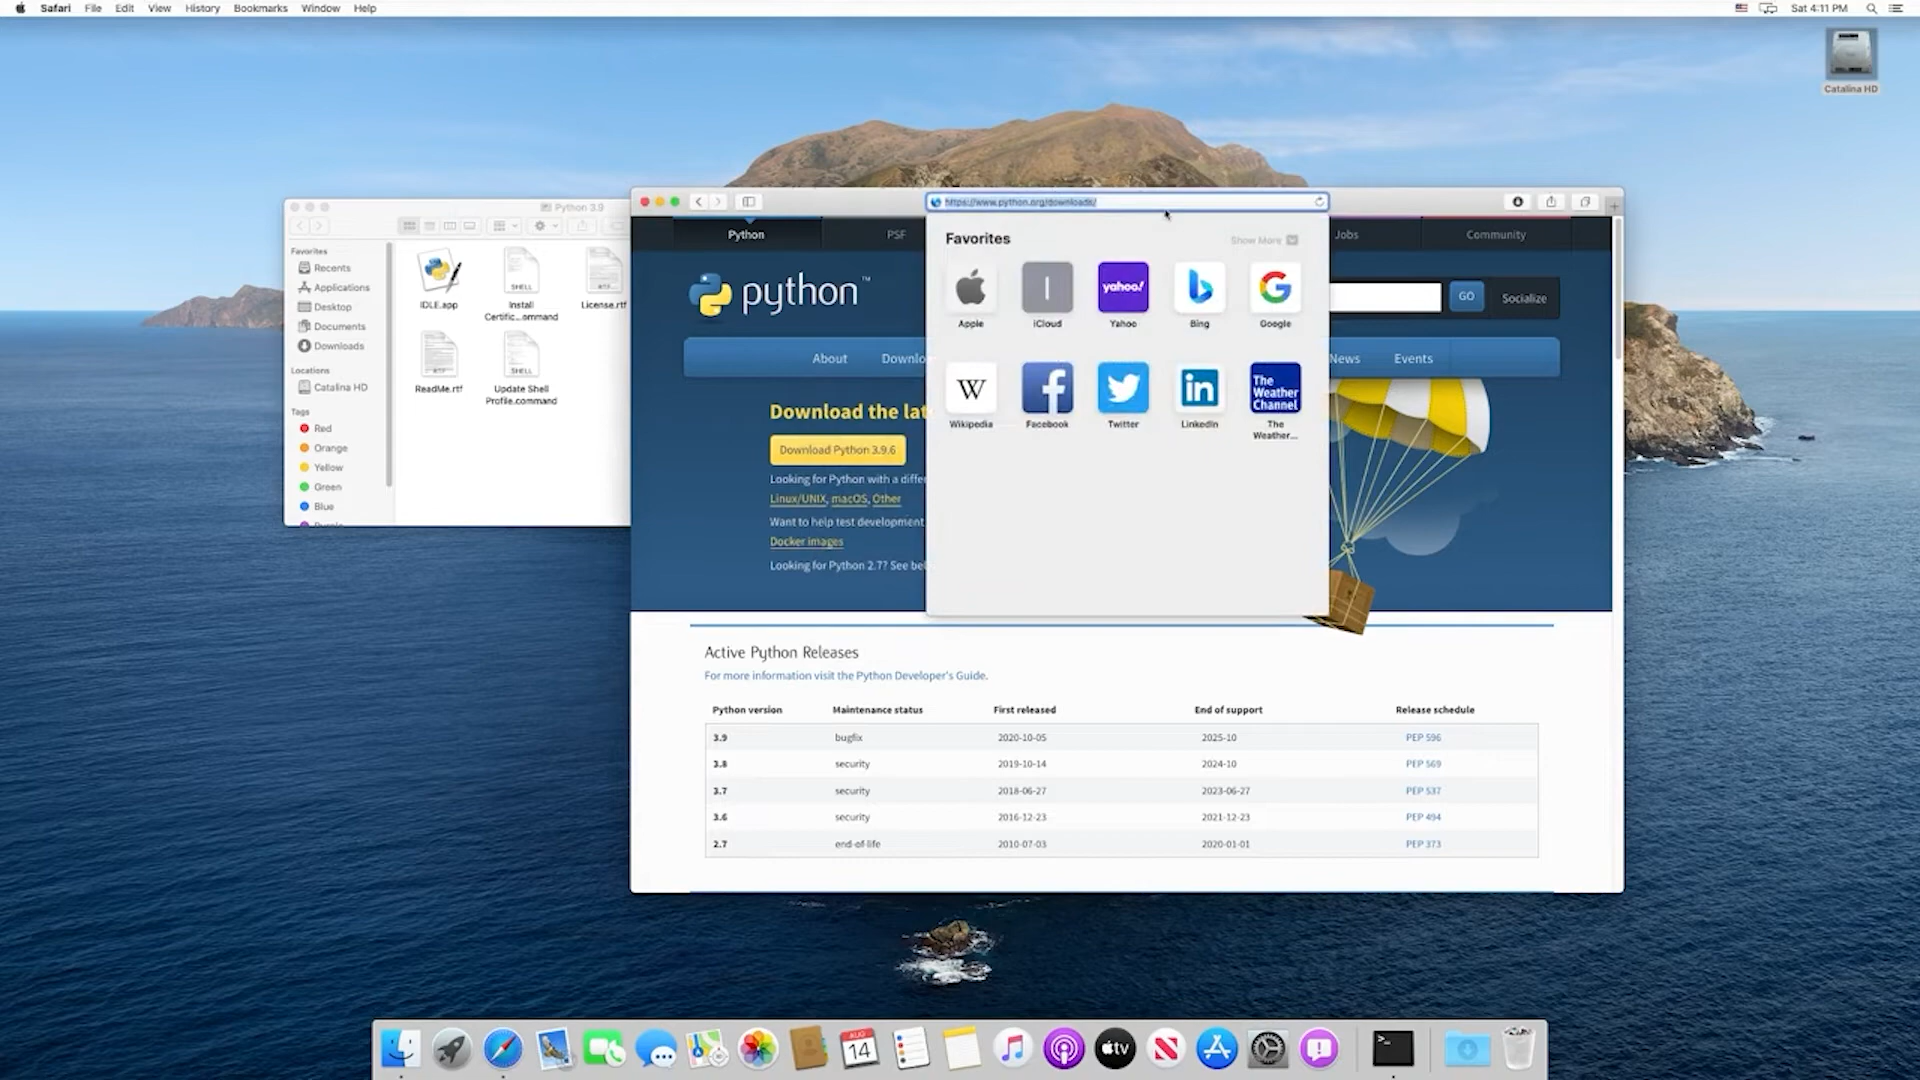 Safari File Edit View History Bookmarks Window Help
Sat 4:11 PM
Catalina HD
Python 3.9
Favorites
Recents
Applications
Desktop
Documents
Downloads
Locations
Catalina HD
Tags
Red
Orange
Yellow
Green
Blue
IDLE.app
SHELL
Install
Certific...ommand
License.rtf
ReadMe.rtf
SHELL
Update Shell
Profile.command
https://www.python.org/downloads/
Python PSF Jobs Community
python™
GO Socialize
About Downlo News Events
Download the lat
Download Python 3.9.6
Looking for Python with a differ
Linux/UNIX, macOS, Other
Want to help test development
Docker images
Looking for Python 2.7? See bel
Favorites Show More
yahoo!
Apple iCloud Yahoo Bing Google
W
The
Weather
Channel
Wikipedia Facebook Twitter LinkedIn The
Weather...
Active Python Releases
For more information visit the Python Developer's Guide.
Python version Maintenance status First released End of support Release schedule
3.9 bugfix 2020-10-05 2025-10 PEP 596
3.8 security 2019-10-14 2024-10 PEP 569
3.7 security 2018-06-27 2023-06-27 PEP 537
3.6 security 2016-12-23 2021-12-23 PEP 494
2.7 end-of-life 2010-07-03 2020-01-01 PEP 373
AUG
14
tv